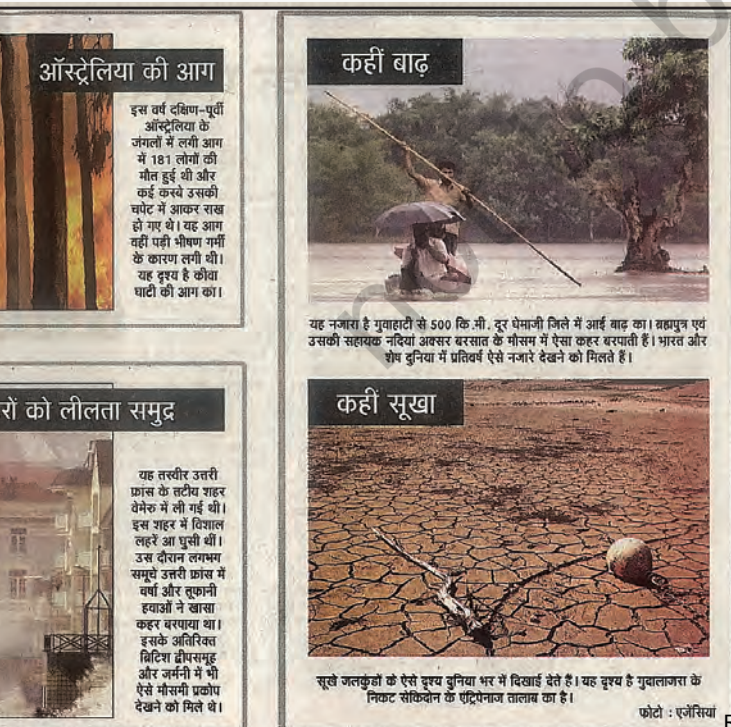 ऑस्ट्रेलिया की आग
इस वर्ष दक्षिण-पूर्वी
ऑस्ट्रेलिया के
जंगलों में लगी आग
में 181 लोगों की
मौत हुई थी और
कई कस्बे उसकी
चपेट में आकर राख
हो गए थे। यह आग
वहीं पड़ी भीषण गर्मी
के कारण लगी थी।
यह दृश्य है कीवा
घाटी की आग का।
रों को लीलता समुद्र
यह तस्वीर उत्तरी
फ्रांस के तटीय शहर
वेमेरु में ली गई थी।
इस शहर में विशाल
लहरें आ घुसी थीं।
उस दौरान लगभग
समूचे उत्तरी फ्रांस में
वर्षा और तूफानी
हवाओं ने खासा
कहर बरपाया था।
इसके अतिरिक्त
ब्रिटिश द्वीपसमूह
और जर्मनी में भी
ऐसे मौसमी प्रकोप
देखने को मिले थे।
कहीं बाढ़
यह नजारा है गुवाहाटी से 500 कि.मी. दूर धेमाजी जिले में आई बाढ़ का। ब्रह्मपुत्र एवं
उसकी सहायक नदियां अक्सर बरसात के मौसम में ऐसा कहर बरपाती हैं। भारत और
शेष दुनिया में प्रतिवर्ष ऐसे नजारे देखने को मिलते हैं।
कहीं सूखा
सूखे जलकुंडों के ऐसे दृश्य दुनिया भर में दिखाई देते हैं। यह दृश्य है गुदालाजरा के
निकट सेकिदोन के एंट्रिपेनाज तालाब का है।
फोटो : एजेंसियां